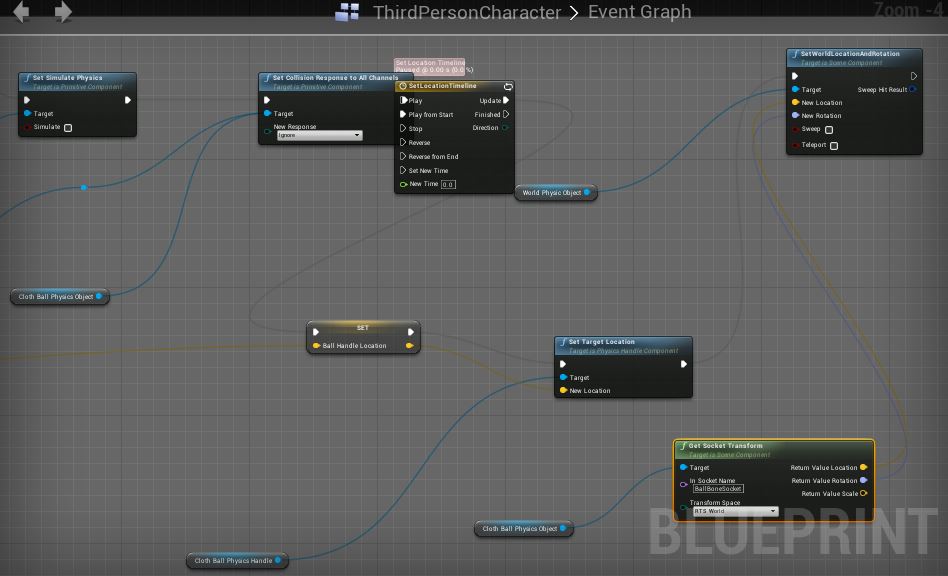 ThirdPersonCharacter > Event Graph
Zoom -4
Set Simulate Physics
Target is Primitive Component
Target
Simulate
Set Collision Response to All Channels
Target is Primitive Component
Target
New Response
Ignore
Set Location Timeline
Paused @ 0.00 s (0.0 %)
SetLocationTimeline
Play
Update
Play from Start
Finished
Stop
Direction
Reverse
Reverse from End
Set New Time
New Time 0.0
World Physic Object
SetWorldLocationAndRotation
Target is Scene Component
Target
Sweep Hit Result
New Location
New Rotation
Sweep
Teleport
Cloth Ball Physics Object
SET
Ball Handle Location
Set Target Location
Target is Physics Handle Component
Target
New Location
Get Socket Transform
Target is Scene Component
Target
Return Value Location
In Socket Name
BallBoneSocket
Return Value Rotation
Return Value Scale
Transform Space
RTS World
Cloth Ball Physics Object
Cloth Ball Physics Handle
BLUEPRINT